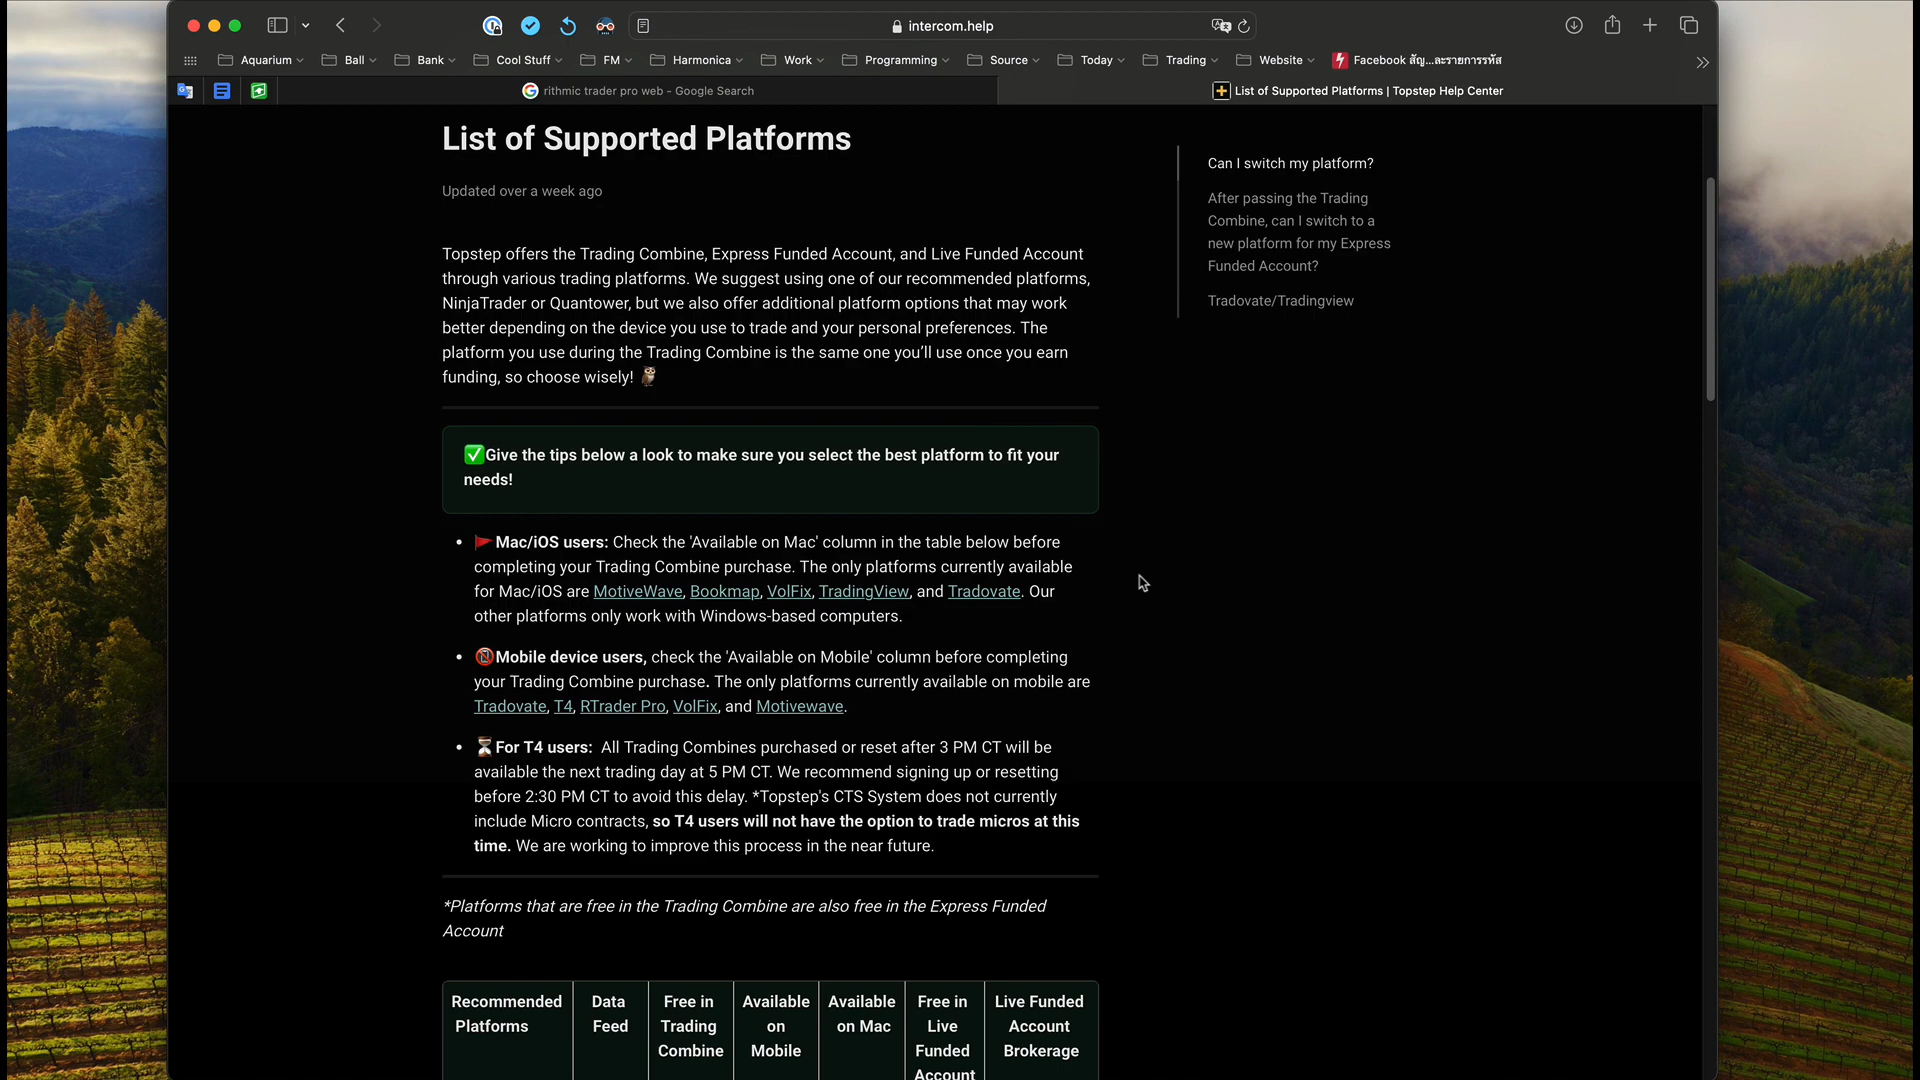 intercom.help
Aquarium
Ball
Bank
Cool Stuff
FM
Harmonica
Work
Programming
Source
Today
Trading
Website
Facebook สัญ...ละรายการรหัส
rithmic trader pro web - Google Search
List of Supported Platforms | Topstep Help Center
List of Supported Platforms
Updated over a week ago
Topstep offers the Trading Combine, Express Funded Account, and Live Funded Account
through various trading platforms. We suggest using one of our recommended platforms,
NinjaTrader or Quantower, but we also offer additional platform options that may work
better depending on the device you use to trade and your personal preferences. The
platform you use during the Trading Combine is the same one you’ll use once you earn
funding, so choose wisely! 🦉
✅Give the tips below a look to make sure you select the best platform to fit your
needs!
• 🚩Mac/iOS users: Check the 'Available on Mac' column in the table below before
completing your Trading Combine purchase. The only platforms currently available
for Mac/iOS are MotiveWave, Bookmap, VolFix, TradingView, and Tradovate. Our
other platforms only work with Windows-based computers.
• 📵Mobile device users, check the 'Available on Mobile' column before completing
your Trading Combine purchase. The only platforms currently available on mobile are
Tradovate, T4, RTrader Pro, VolFix, and Motivewave.
• ⏳For T4 users: All Trading Combines purchased or reset after 3 PM CT will be
available the next trading day at 5 PM CT. We recommend signing up or resetting
before 2:30 PM CT to avoid this delay. *Topstep's CTS System does not currently
include Micro contracts, so T4 users will not have the option to trade micros at this
time. We are working to improve this process in the near future.
*Platforms that are free in the Trading Combine are also free in the Express Funded
Account
Recommended
Platforms
Data
Feed
Free in
Trading
Combine
Available
on
Mobile
Available
on Mac
Free in
Live
Funded
Account
Live Funded
Account
Brokerage
Can I switch my platform?
After passing the Trading
Combine, can I switch to a
new platform for my Express
Funded Account?
Tradovate/Tradingview